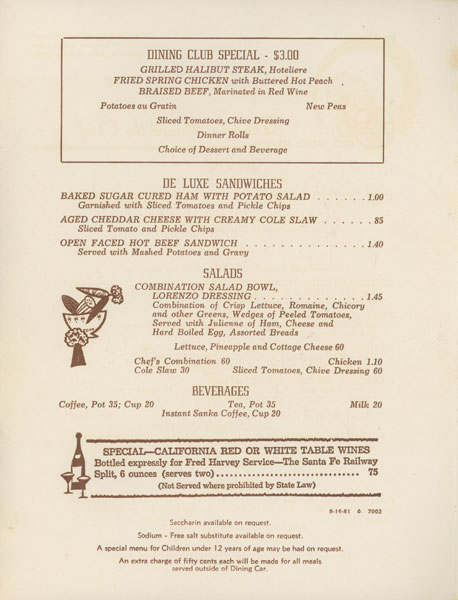 DINING CLUB SPECIAL - $3.00
GRILLED HALIBUT STEAK, Hoteliere
FRIED SPRING CHICKEN with Buttered Hot Peach
BRAISED BEEF, Marinated in Red Wine
Potatoes au Gratin New Peas
Sliced Tomatoes, Chive Dressing
Dinner Rolls
Choice of Dessert and Beverage
DE LUXE SANDWICHES
BAKED SUGAR CURED HAM WITH POTATO SALAD . . . . . . 1.00
Garnished with Sliced Tomatoes and Pickle Chips
AGED CHEDDAR CHEESE WITH CREAMY COLE SLAW . . . . . . 85
Sliced Tomato and Pickle Chips
OPEN FACED HOT BEEF SANDWICH . . . . . . . . . . . . . . . 1.40
Served with Mashed Potatoes and Gravy
SALADS
COMBINATION SALAD BOWL,
LORENZO DRESSING . . . . . . . . . . . . . 1.45
Combination of Crisp Lettuce, Romaine, Chicory
and other Greens, Wedges of Peeled Tomatoes,
Served with Julienne of Ham, Cheese and
Hard Boiled Egg, Assorted Breads
Lettuce, Pineapple and Cottage Cheese 60
Chef's Combination 60 Chicken 1.10
Cole Slaw 30 Sliced Tomatoes, Chive Dressing 60
BEVERAGES
Coffee, Pot 35; Cup 20 Tea, Pot 35 Milk 20
Instant Sanka Coffee, Cup 20
SPECIAL—CALIFORNIA RED OR WHITE TABLE WINES
Bottled expressly for Fred Harvey Service—The Santa Fe Railway
Split, 6 ounces (serves two) ................................ 75
(Not Served where prohibited by State Law)
Saccharin available on request.
Sodium - Free salt substitute available on request.
A special menu for Children under 12 years of age may be had on request.
An extra charge of fifty cents each will be made for all meals
served outside of Dining Car.